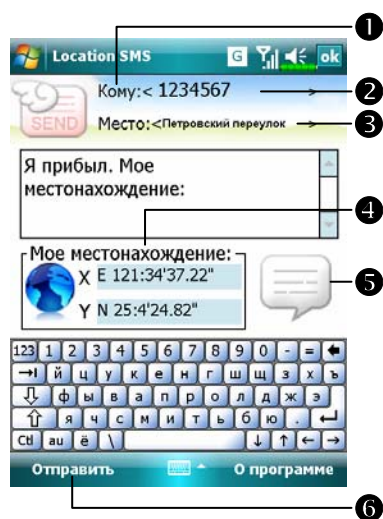 Location SMS G ok
Кому:< 1234567 >
SEND
Место:<Петровский переулок >
Я прибыл. Мое
местонахождение:
Мое местонахождение:
X E 121:34'37.22"
Y N 25:4'24.82"
123 1 2 3 4 5 6 7 8 9 0 - =
й ц у к е н г ш щ з х ъ
ф ы в а п р о л д ж э
я ч с м и т ь б ю .
Ctl au ё \
Отправить О программе
1
2
3
4
5
6